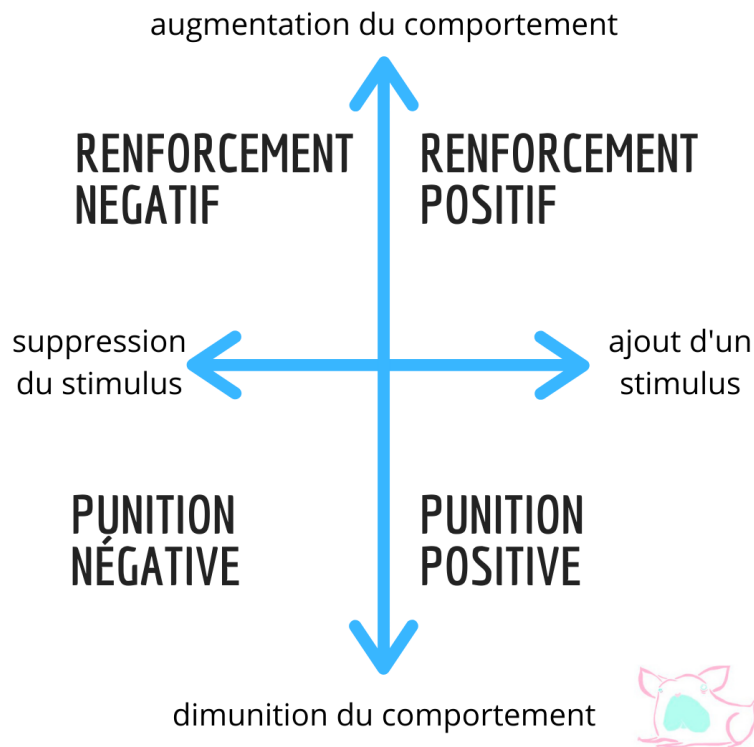 augmentation du comportement
RENFORCEMENT
NEGATIF
RENFORCEMENT
POSITIF
suppression
du stimulus
ajout d'un
stimulus
PUNITION
NÉGATIVE
PUNITION
POSITIVE
dimunition du comportement